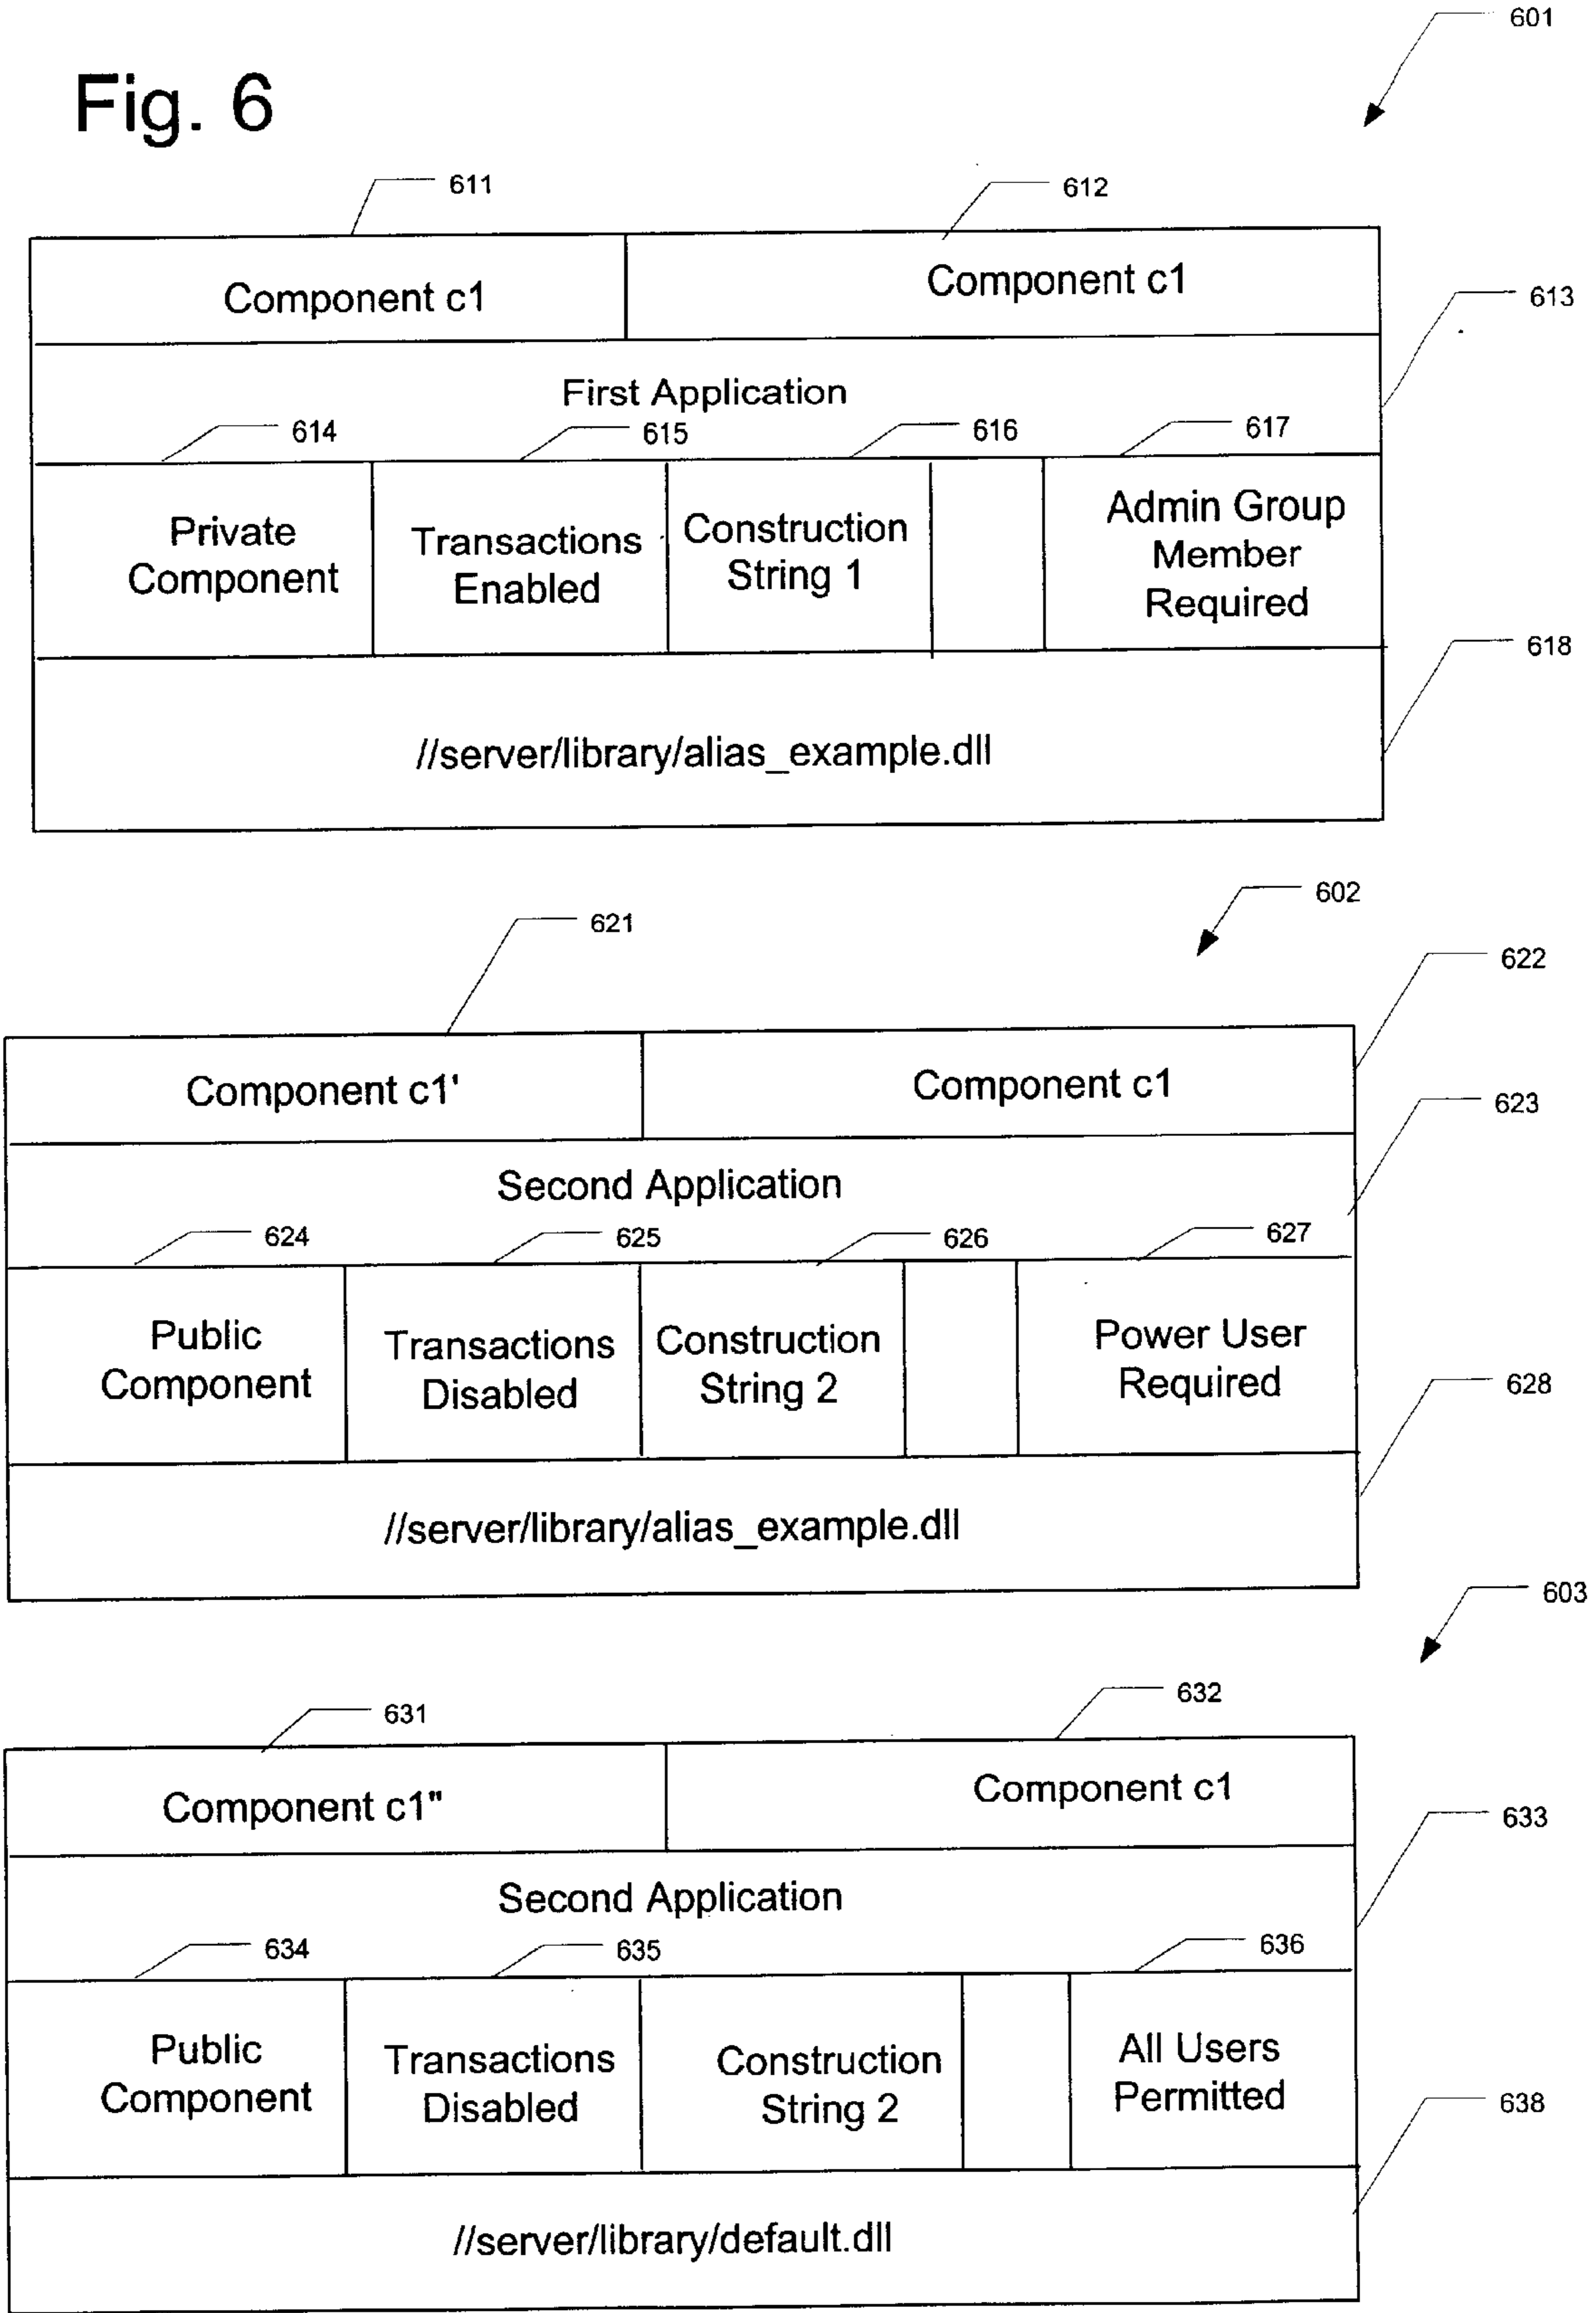 601
Fig. 6
611
612
Component c1
Component c1
613
First Application
614
615
616
617
Private
Component
Transactions
Enabled
Construction
String 1
Admin Group
Member
Required
618
//server/library/alias_example.dll
602
621
622
Component c1'
Component c1
623
Second Application
624
625
626
627
Public
Component
Transactions
Disabled
Construction
String 2
Power User
Required
628
//server/library/alias_example.dll
603
631
632
Component c1"
Component c1
633
Second Application
634
635
636
Public
Component
Transactions
Disabled
Construction
String 2
All Users
Permitted
638
//server/library/default.dll